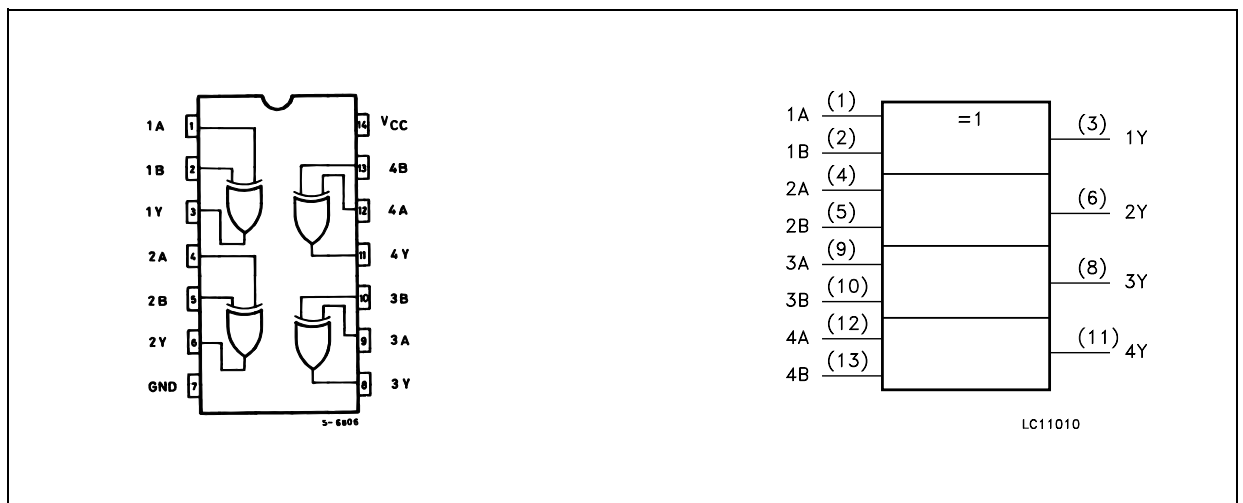 1A 1 14 VCC
1B 2 13 4B
1Y 3 12 4A
2A 4 11 4Y
2B 5 10 3B
2Y 6 9 3A
GND 7 8 3Y
S-6806
=1
1A (1)
1B (2)
2A (4)
2B (5)
3A (9)
3B (10)
4A (12)
4B (13)
(3) 1Y
(6) 2Y
(8) 3Y
(11) 4Y
LC11010